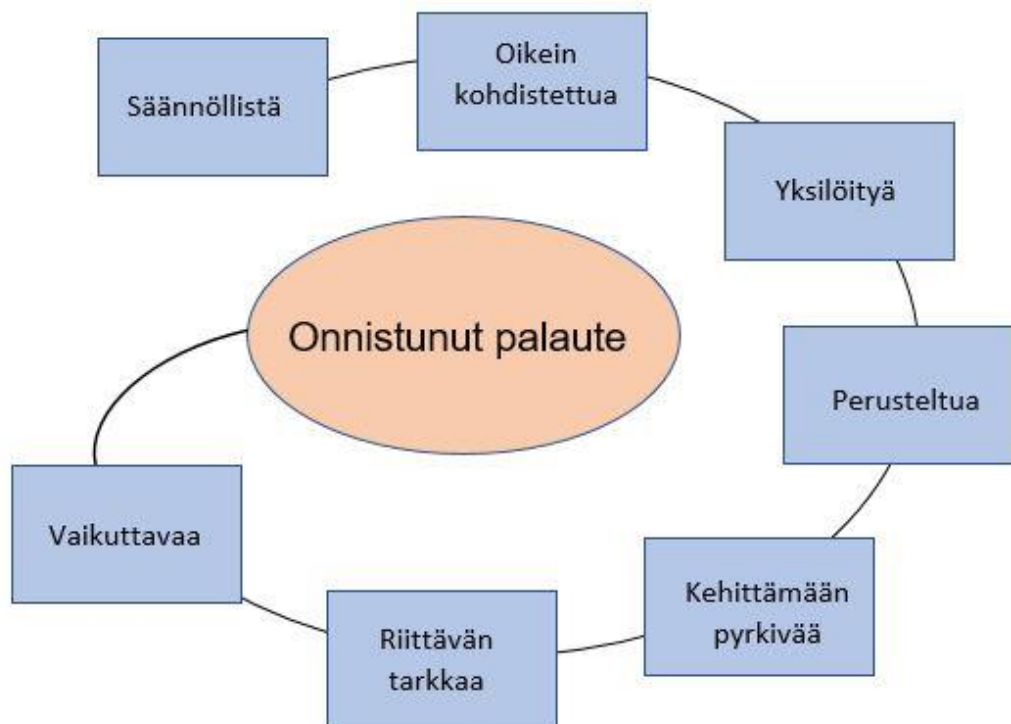 Säännöllistä
Oikein
kohdistettua
Yksilöityä
Perusteltua
Kehittämään
pyrkivää
Riittävän
tarkkaa
Vaikuttavaa
Onnistunut palaute